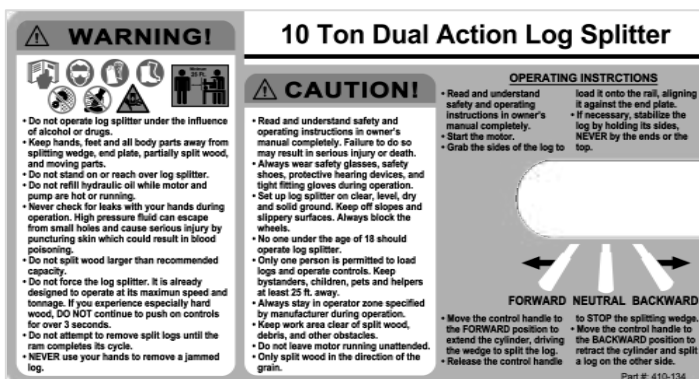 WARNING!
Minimum
25 Ft.
• Do not operate log splitter under the influence
of alcohol or drugs.
• Keep hands, feet and all body parts away from
splitting wedge, end plate, partially split wood,
and moving parts.
• Do not stand on or reach over log splitter.
• Do not refill hydraulic oil while motor and
pump are hot or running.
• Never check for leaks with your hands during
operation. High pressure fluid can escape
from small holes and cause serious injury by
puncturing skin which could result in blood
poisoning.
• Do not split wood larger than recommended
capacity.
• Do not force the log splitter. It is already
designed to operate at its maximun speed and
tonnage. If you experience especially hard
wood, DO NOT continue to push on controls
for over 3 seconds.
• Do not attempt to remove split logs until the
ram completes its cycle.
• NEVER use your hands to remove a jammed
log.
10 Ton Dual Action Log Splitter
CAUTION!
• Read and understand safety and
operating instructions in owner's
manual completely. Failure to do so
may result in serious injury or death.
• Always wear safety glasses, safety
shoes, protective hearing devices, and
tight fitting gloves during operation.
• Set up log splitter on clear, level, dry
and solid ground. Keep off slopes and
slippery surfaces. Always block the
wheels.
• No one under the age of 18 should
operate log splitter.
• Only one person is permitted to load
logs and operate controls. Keep
bystanders, children, pets and helpers
at least 25 ft. away.
• Always stay in operator zone specified
by manufacturer during operation.
• Keep work area clear of split wood,
debris, and other obstacles.
• Do not leave motor running unattended.
• Only split wood in the direction of the
grain.
OPERATING INSTRCTIONS
• Read and understand
safety and operating
instructions in owner's
manual completely.
• Start the motor.
• Grab the sides of the log to
load it onto the rail, aligning
it against the end plate.
• If necessary, stabilize the
log by holding its sides,
NEVER by the ends or the
top.
FORWARD NEUTRAL BACKWARD
• Move the control handle to
the FORWARD position to
extend the cylinder, driving
the wedge to split the log.
• Release the control handle
to STOP the splitting wedge.
• Move the control handle to
the BACKWARD position to
retract the cylinder and split
a log on the other side.
Part #: 410-134